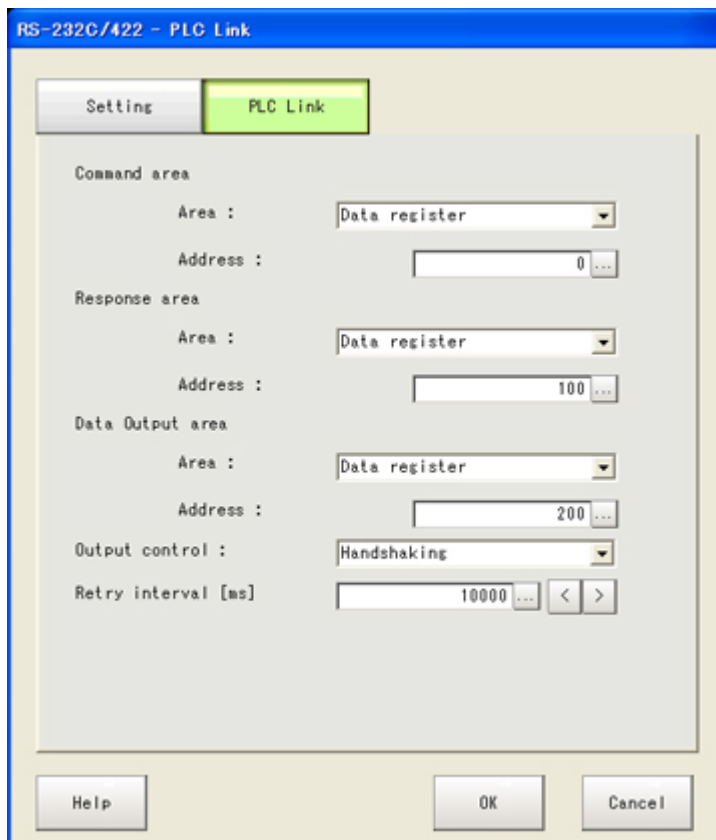 RS-232C/422 - PLC Link
Setting PLC Link
Command area
Area : Data register
Address : 0 ...
Response area
Area : Data register
Address : 100 ...
Data Output area
Area : Data register
Address : 200 ...
Output control : Handshaking
Retry interval [ms] 10000 ... < >
Help OK Cancel